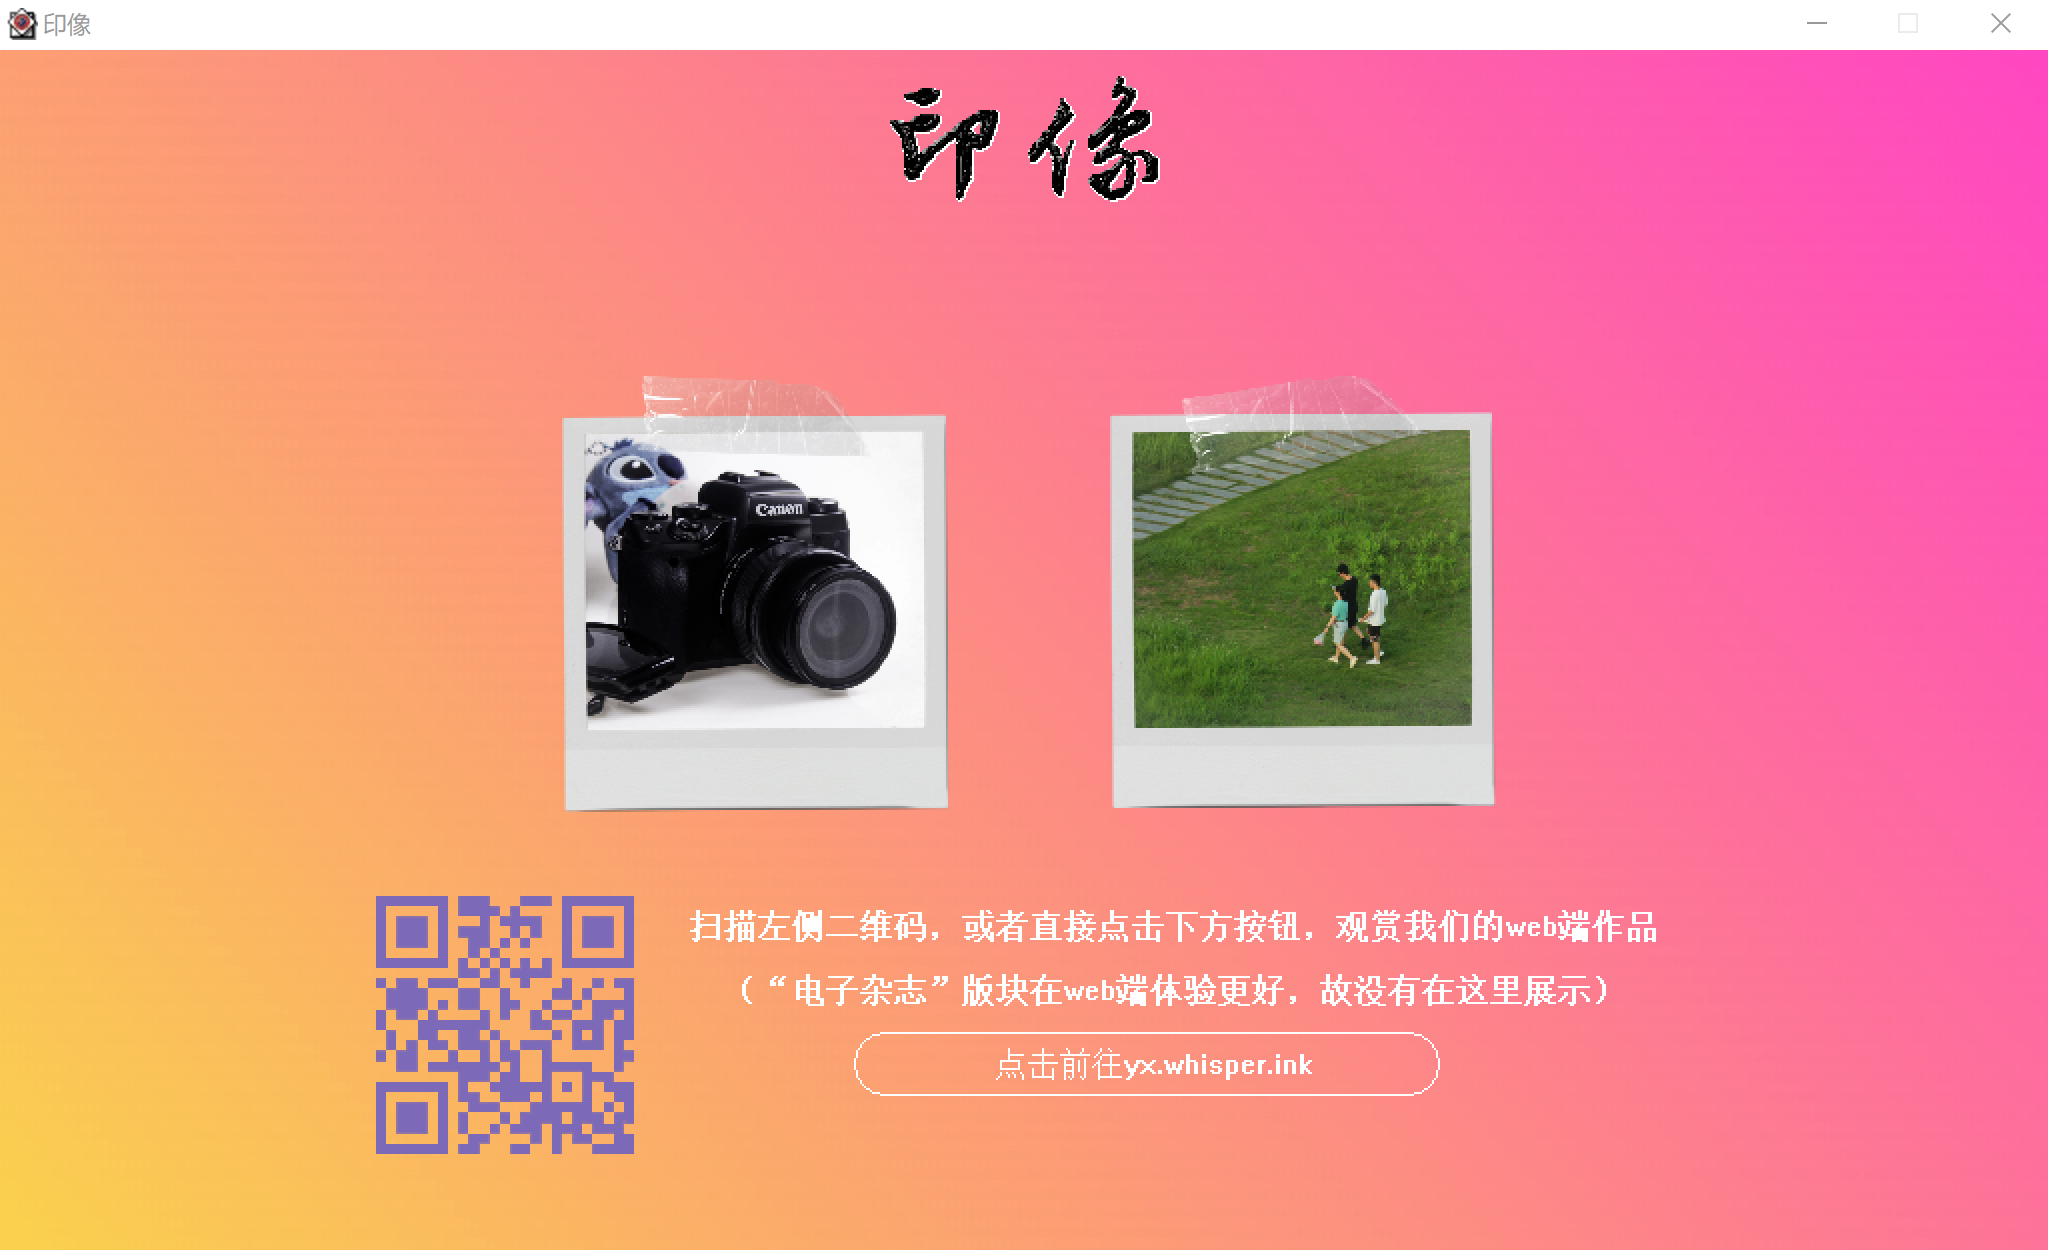 印像
印像
Canon
扫描左侧二维码，或者直接点击下方按钮，观赏我们的web端作品
（“电子杂志”版块在web端体验更好，故没有在这里展示）
点击前往yx.whisper.ink